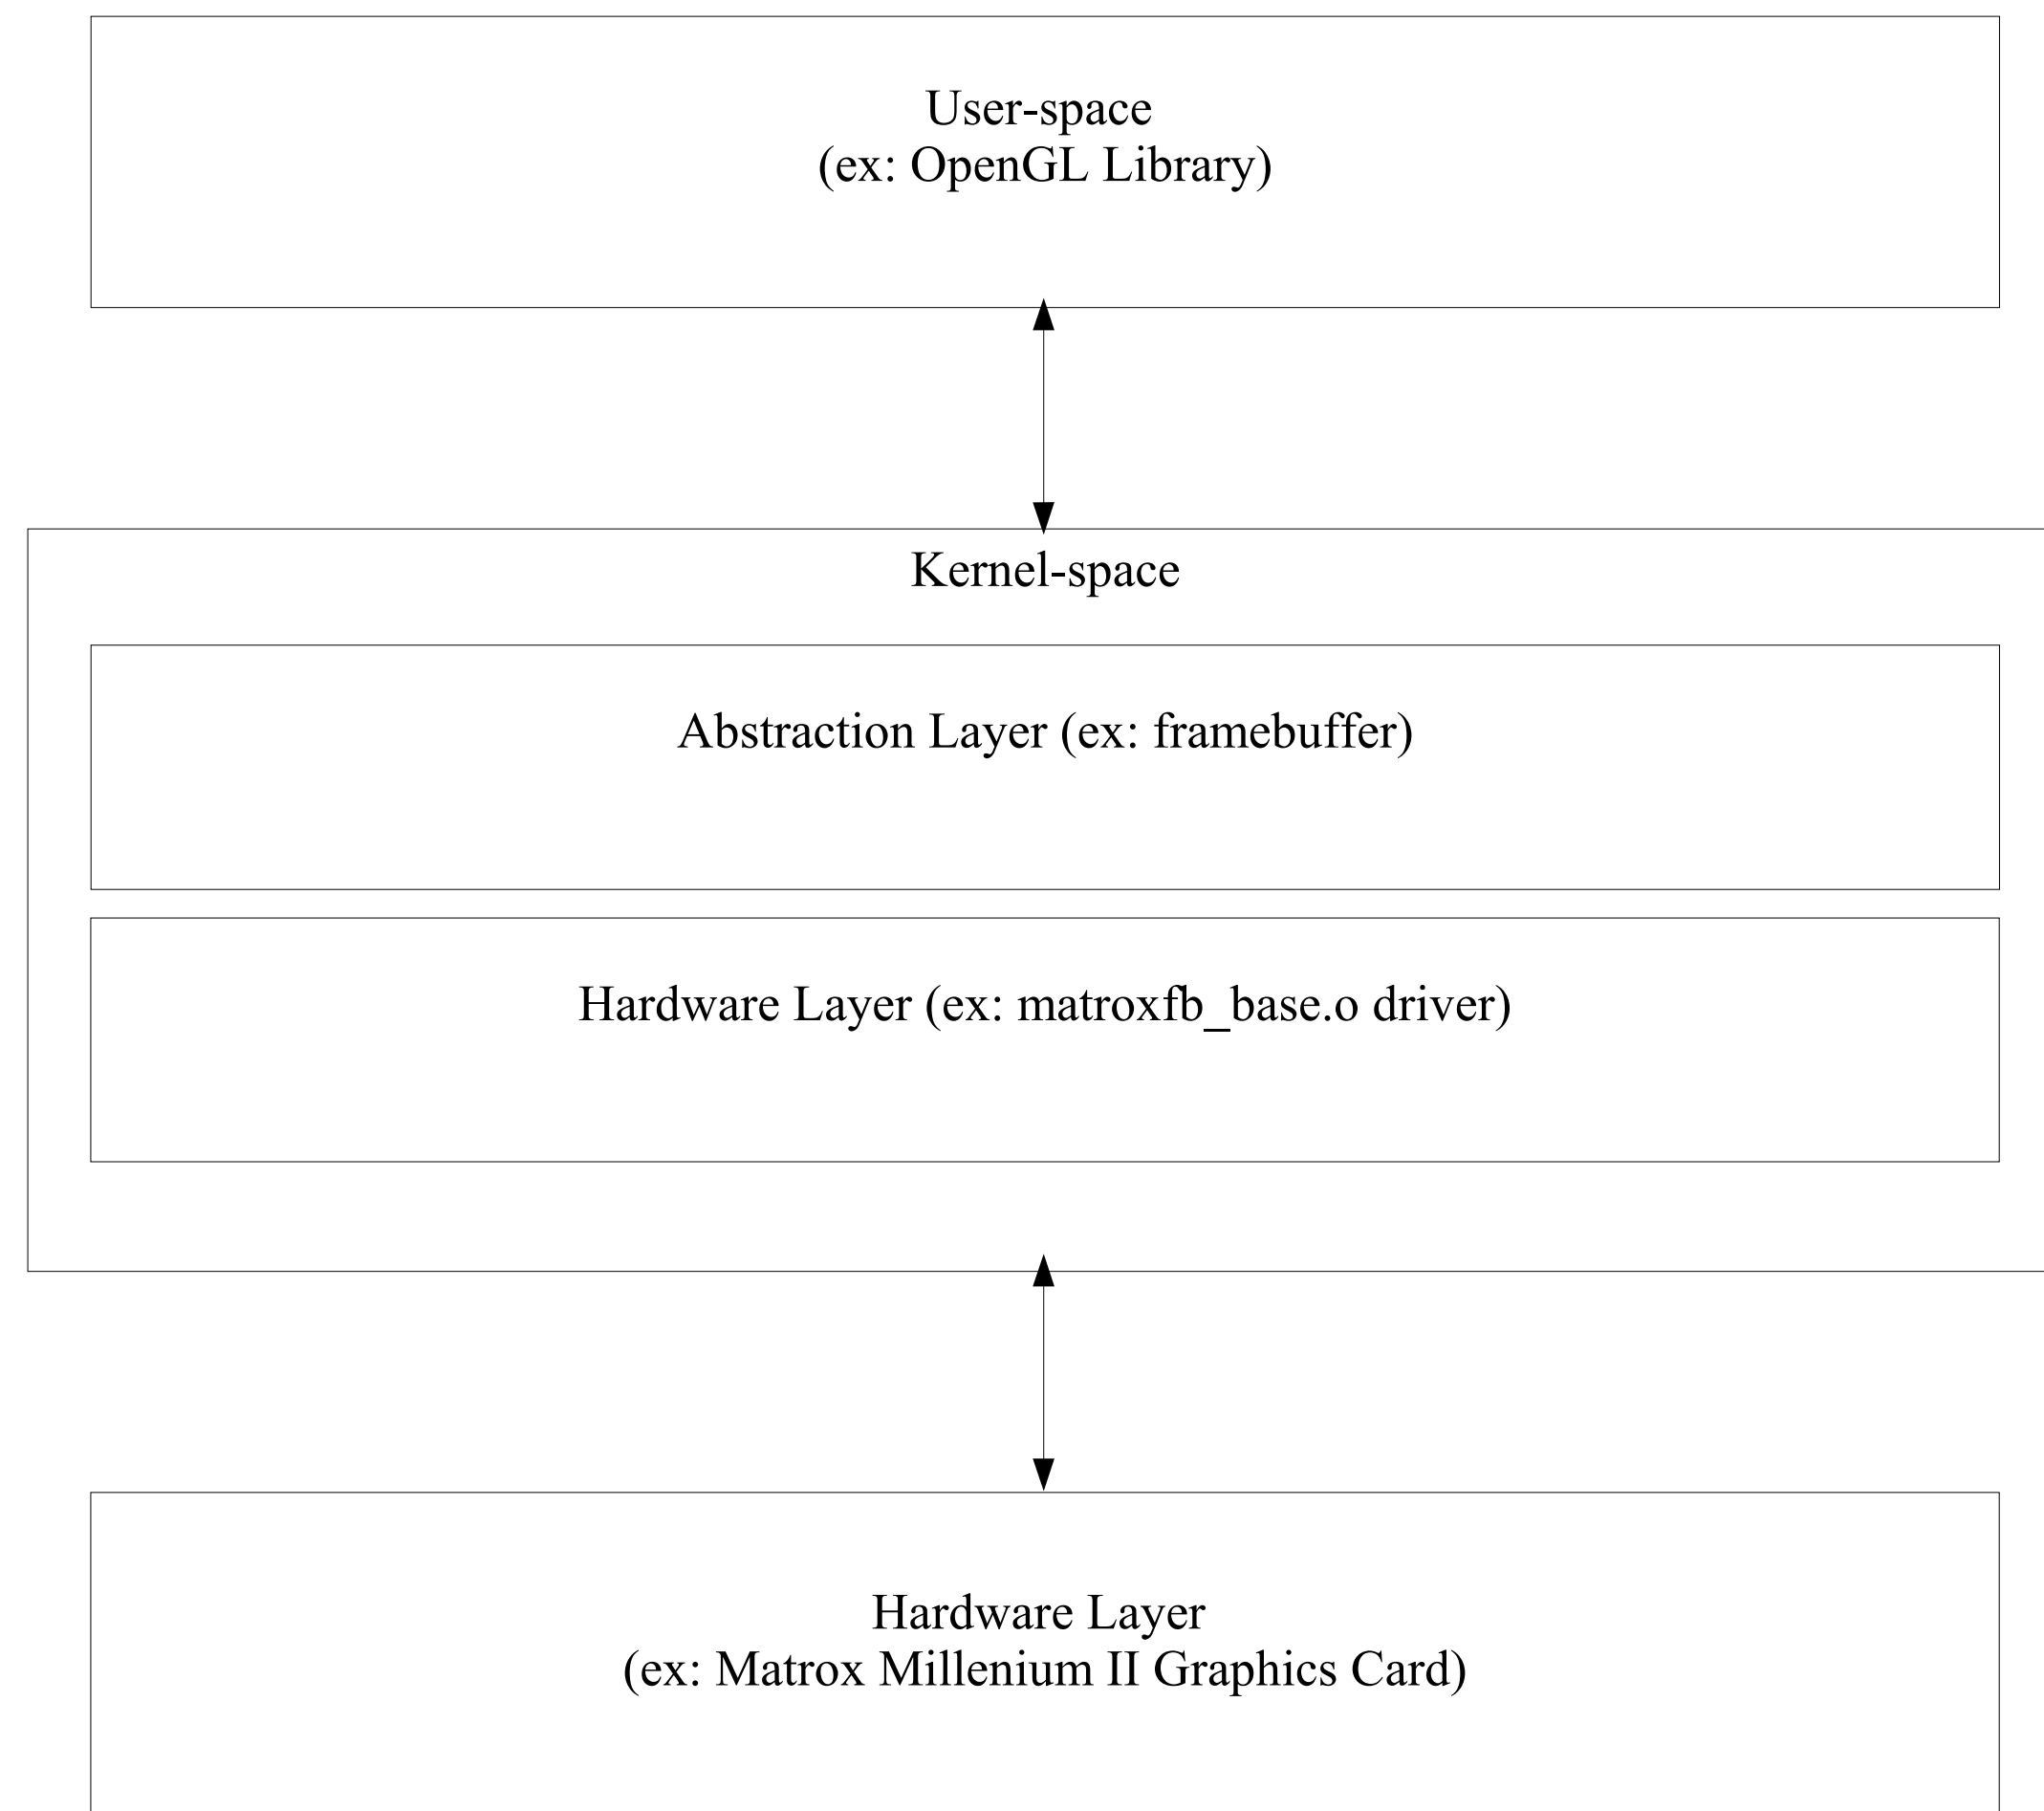 User-space
(ex: OpenGL Library)
Kernel-space
Abstraction Layer (ex: framebuffer)
Hardware Layer (ex: matroxfb_base.o driver)
Hardware Layer
(ex: Matrox Millenium II Graphics Card)